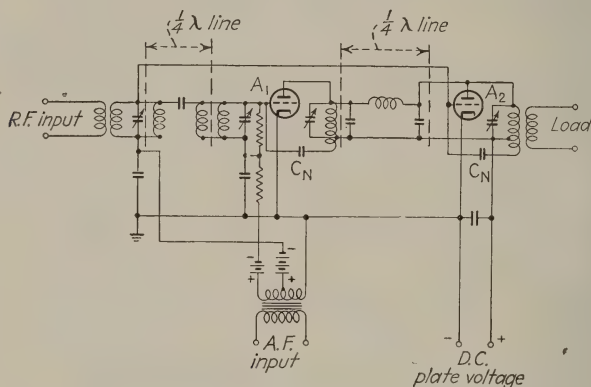 1/4 λ line
1/4 λ line
A1
A2
R.F. input
Load
CN
CN
- -
+ +
A.F.
input
- +
D.C.
plate voltage